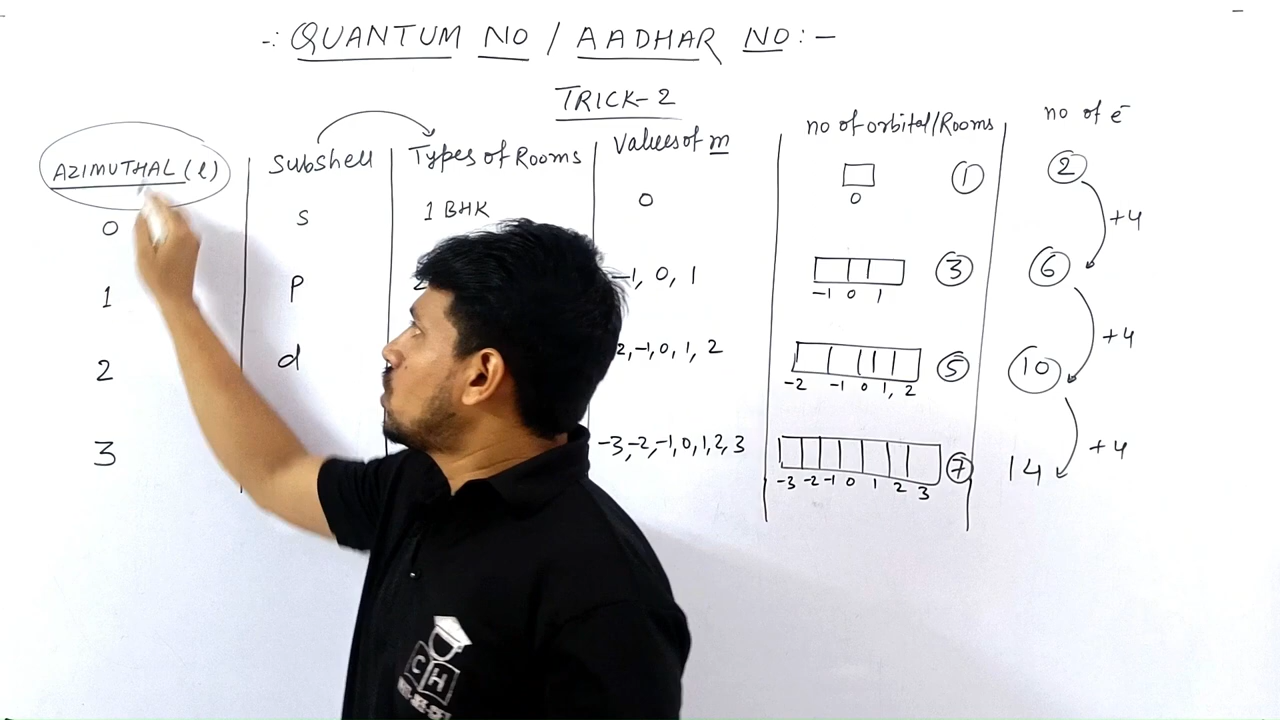 -: QUANTUM NO / AADHAR NO :-
TRICK-2
AZIMUTHAL (l) Subshell Types of Rooms Values of m no of orbital/Rooms no of e⁻
0 s 1 BHK 0 0 1 2
+4
1 p 2 -1, 0, 1 -1 0 1 3 6
+4
2 d 2, -1, 0, 1, 2 -2 -1 0 1, 2 5 10
+4
3 -3, -2, -1, 0, 1, 2, 3 -3 -2 -1 0 1 2 3 7 14
C H